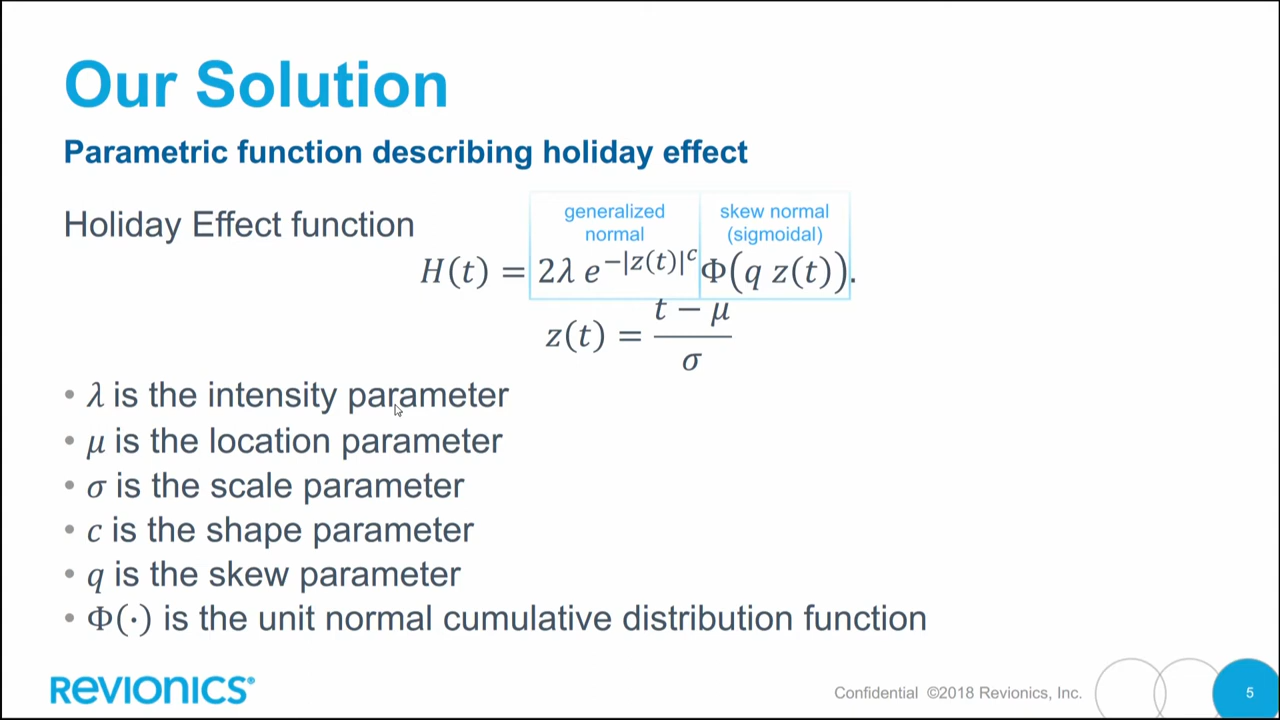 Our Solution
Parametric function describing holiday effect
Holiday Effect function
generalized normal
skew normal (sigmoidal)
H(t) = 2λ e^{−|z(t)|^c} Φ(q z(t)).
z(t) = (t − μ) / σ
• λ is the intensity parameter
• μ is the location parameter
• σ is the scale parameter
• c is the shape parameter
• q is the skew parameter
• Φ(·) is the unit normal cumulative distribution function
REVIONICS®
Confidential ©2018 Revionics, Inc.
5